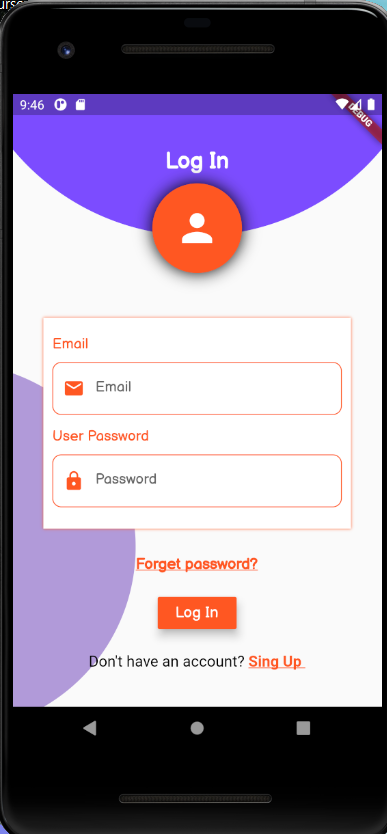 urse
9:46
DEBUG
Log In
Email
Email
User Password
Password
Forget password?
Log In
Don't have an account? Sing Up